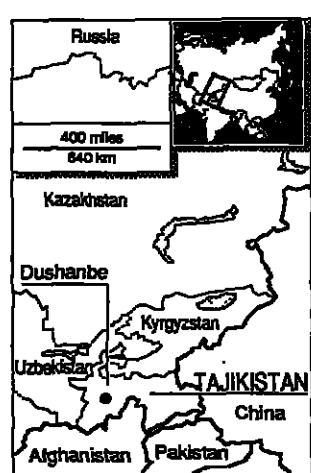 Russia
400 miles
640 km
Kazakhstan
Dushanbe
Kyrgyzstan
Uzbekistan
TAJIKISTAN
China
Afghanistan
Pakistan